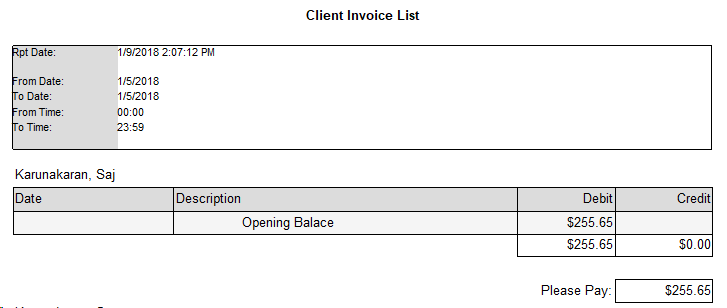 Client Invoice List
Rpt Date: 1/9/2018 2:07:12 PM
From Date: 1/5/2018
To Date: 1/5/2018
From Time: 00:00
To Time: 23:59
Karunakaran, Saj
Date Description Debit Credit
Opening Balace $255.65
$255.65 $0.00
Please Pay: $255.65